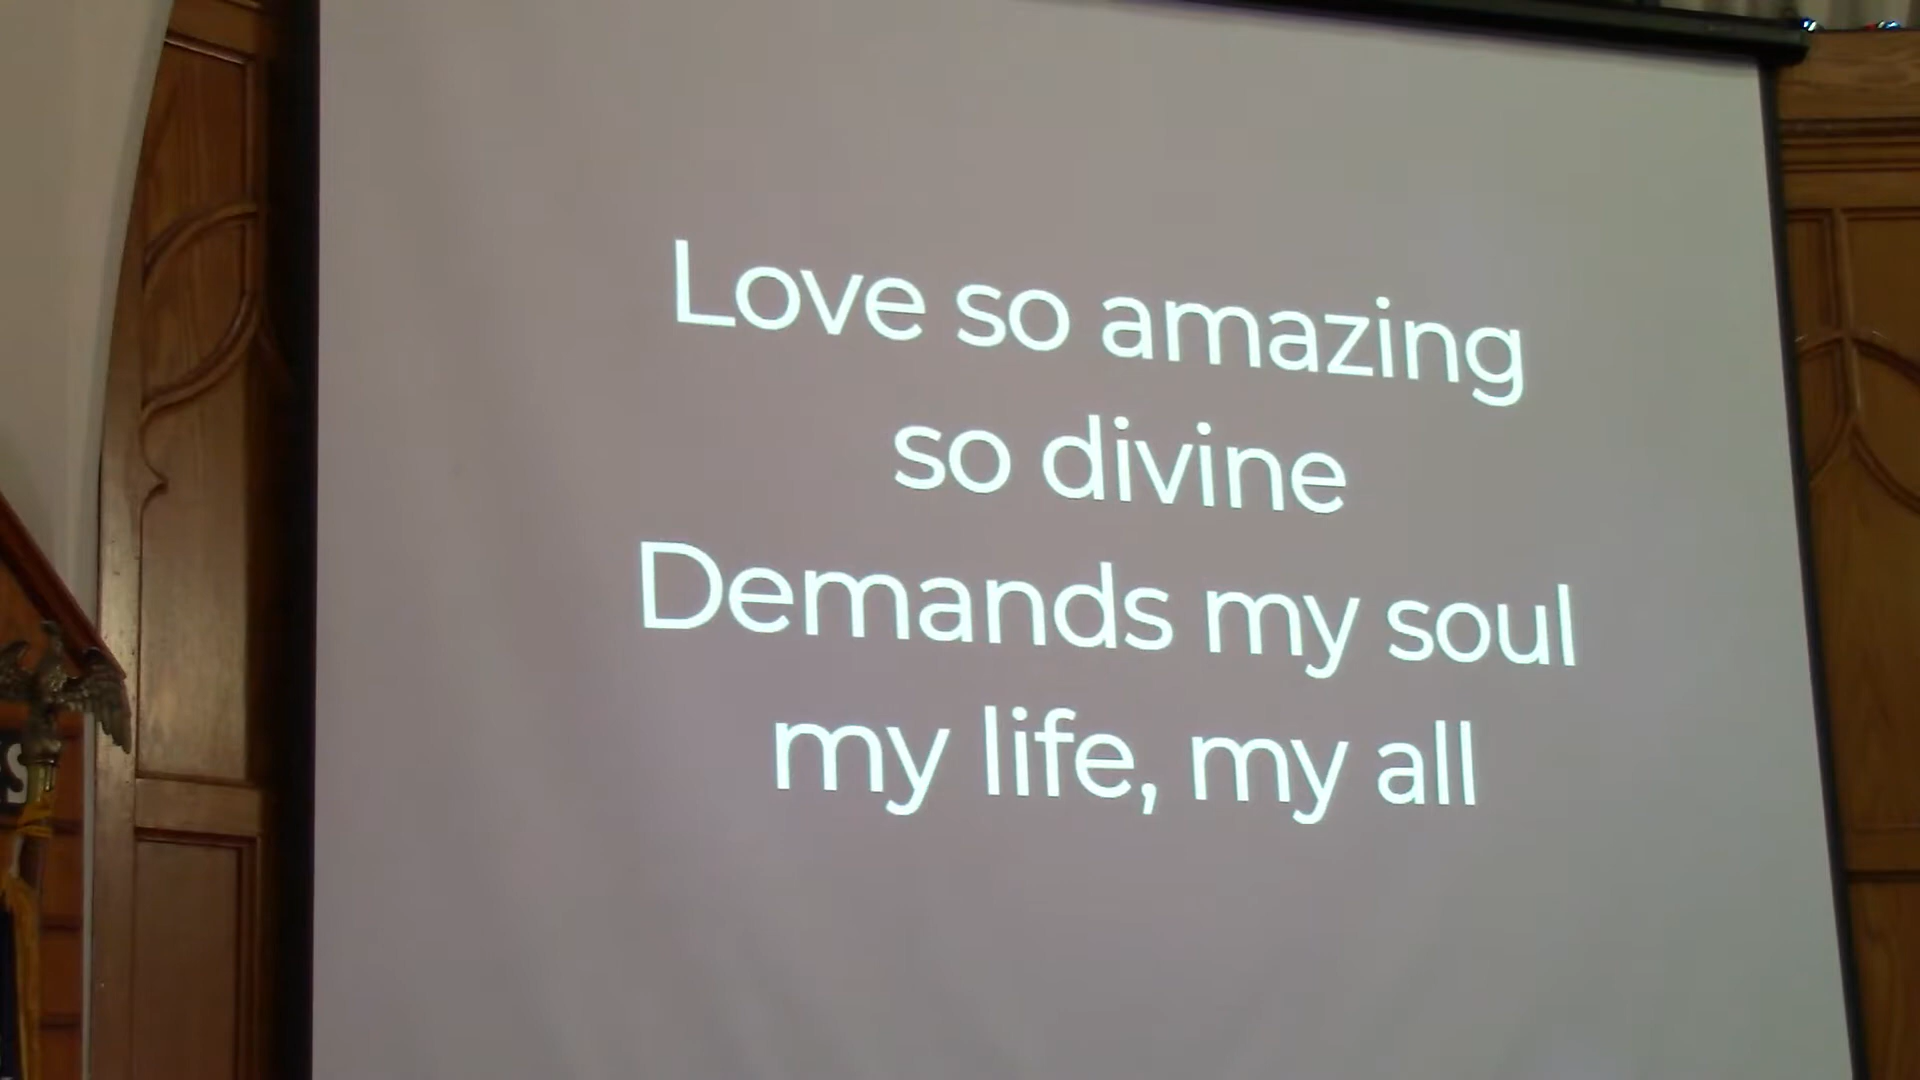 Love so amazing
so divine
Demands my soul
my life, my all